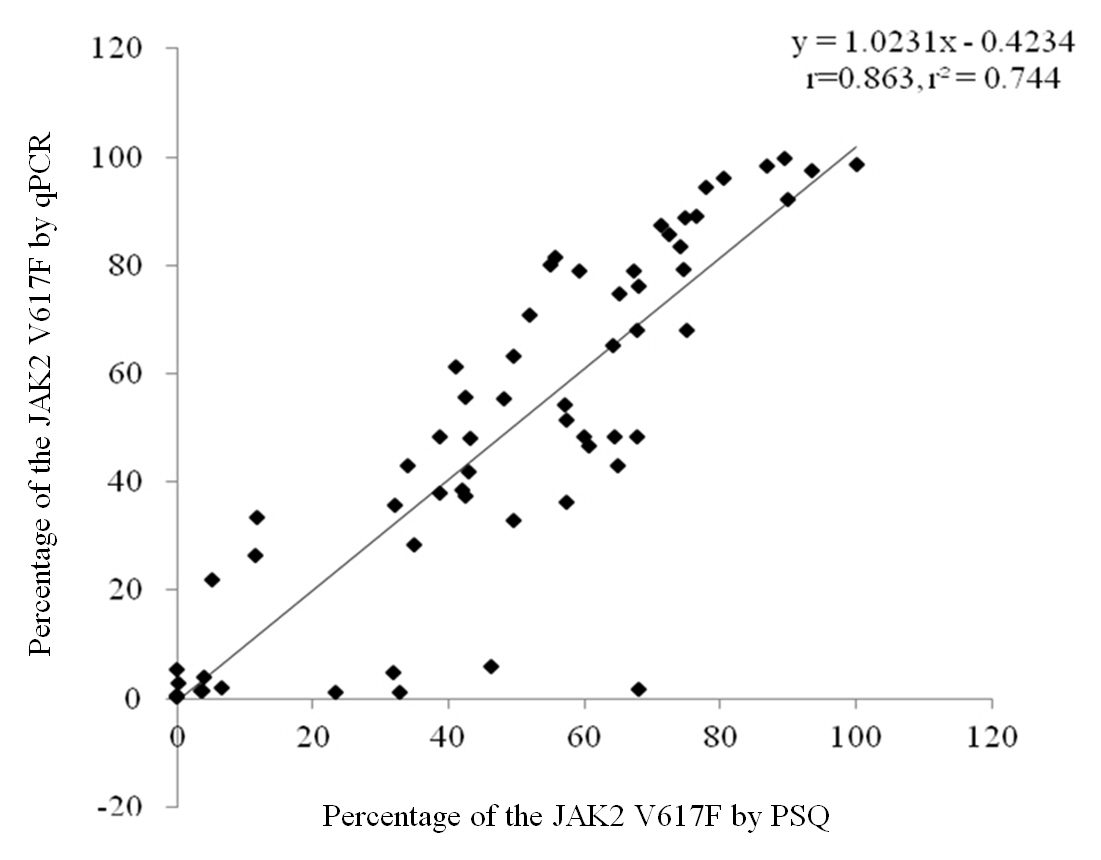 y = 1.0231x - 0.4234
r=0.863, r² = 0.744
Percentage of the JAK2 V617F by qPCR
120
100
80
60
40
20
0
-20
0 20 40 60 80 100 120
Percentage of the JAK2 V617F by PSQ